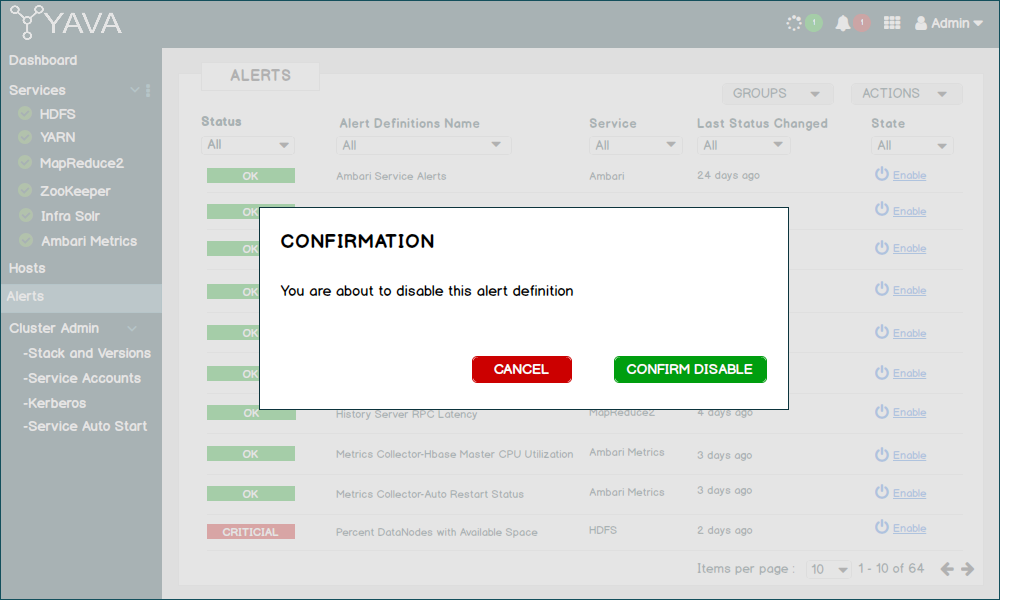 YAVA
1
1
Admin
Dashboard
Services
HDFS
YARN
MapReduce2
ZooKeeper
Infra Solr
Ambari Metrics
Hosts
Alerts
Cluster Admin
-Stack and Versions
-Service Accounts
-Kerberos
-Service Auto Start
ALERTS
GROUPS ACTIONS
Status Alert Definitions Name Service Last Status Changed State
All All All All All
OK Ambari Service Alerts Ambari 24 days ago Enable
OK Enable
OK Enable
OK Enable
OK Enable
OK Enable
CONFIRMATION
You are about to disable this alert definition
CANCEL CONFIRM DISABLE
OK History Server RPC Latency MapReduce2 4 days ago Enable
OK Metrics Collector-Hbase Master CPU Utilization Ambari Metrics 3 days ago Enable
OK Metrics Collector-Auto Restart Status Ambari Metrics 3 days ago Enable
CRITICIAL Percent DataNodes with Available Space HDFS 2 days ago Enable
Items per page : 10 1 - 10 of 64